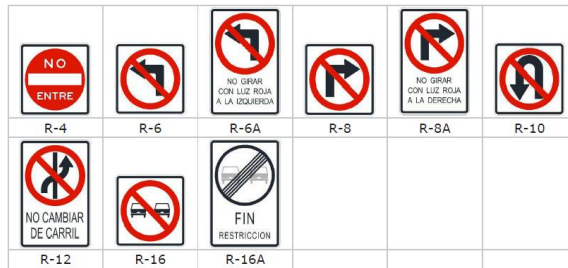 NO
ENTRE
NO GIRAR
CON LUZ ROJA
A LA IZQUIERDA
NO GIRAR
CON LUZ ROJA
A LA DERECHA
R-4
R-6
R-6A
R-8
R-8A
R-10
NO CAMBIAR
DE CARRIL
FIN
RESTRICCION
R-12
R-16
R-16A